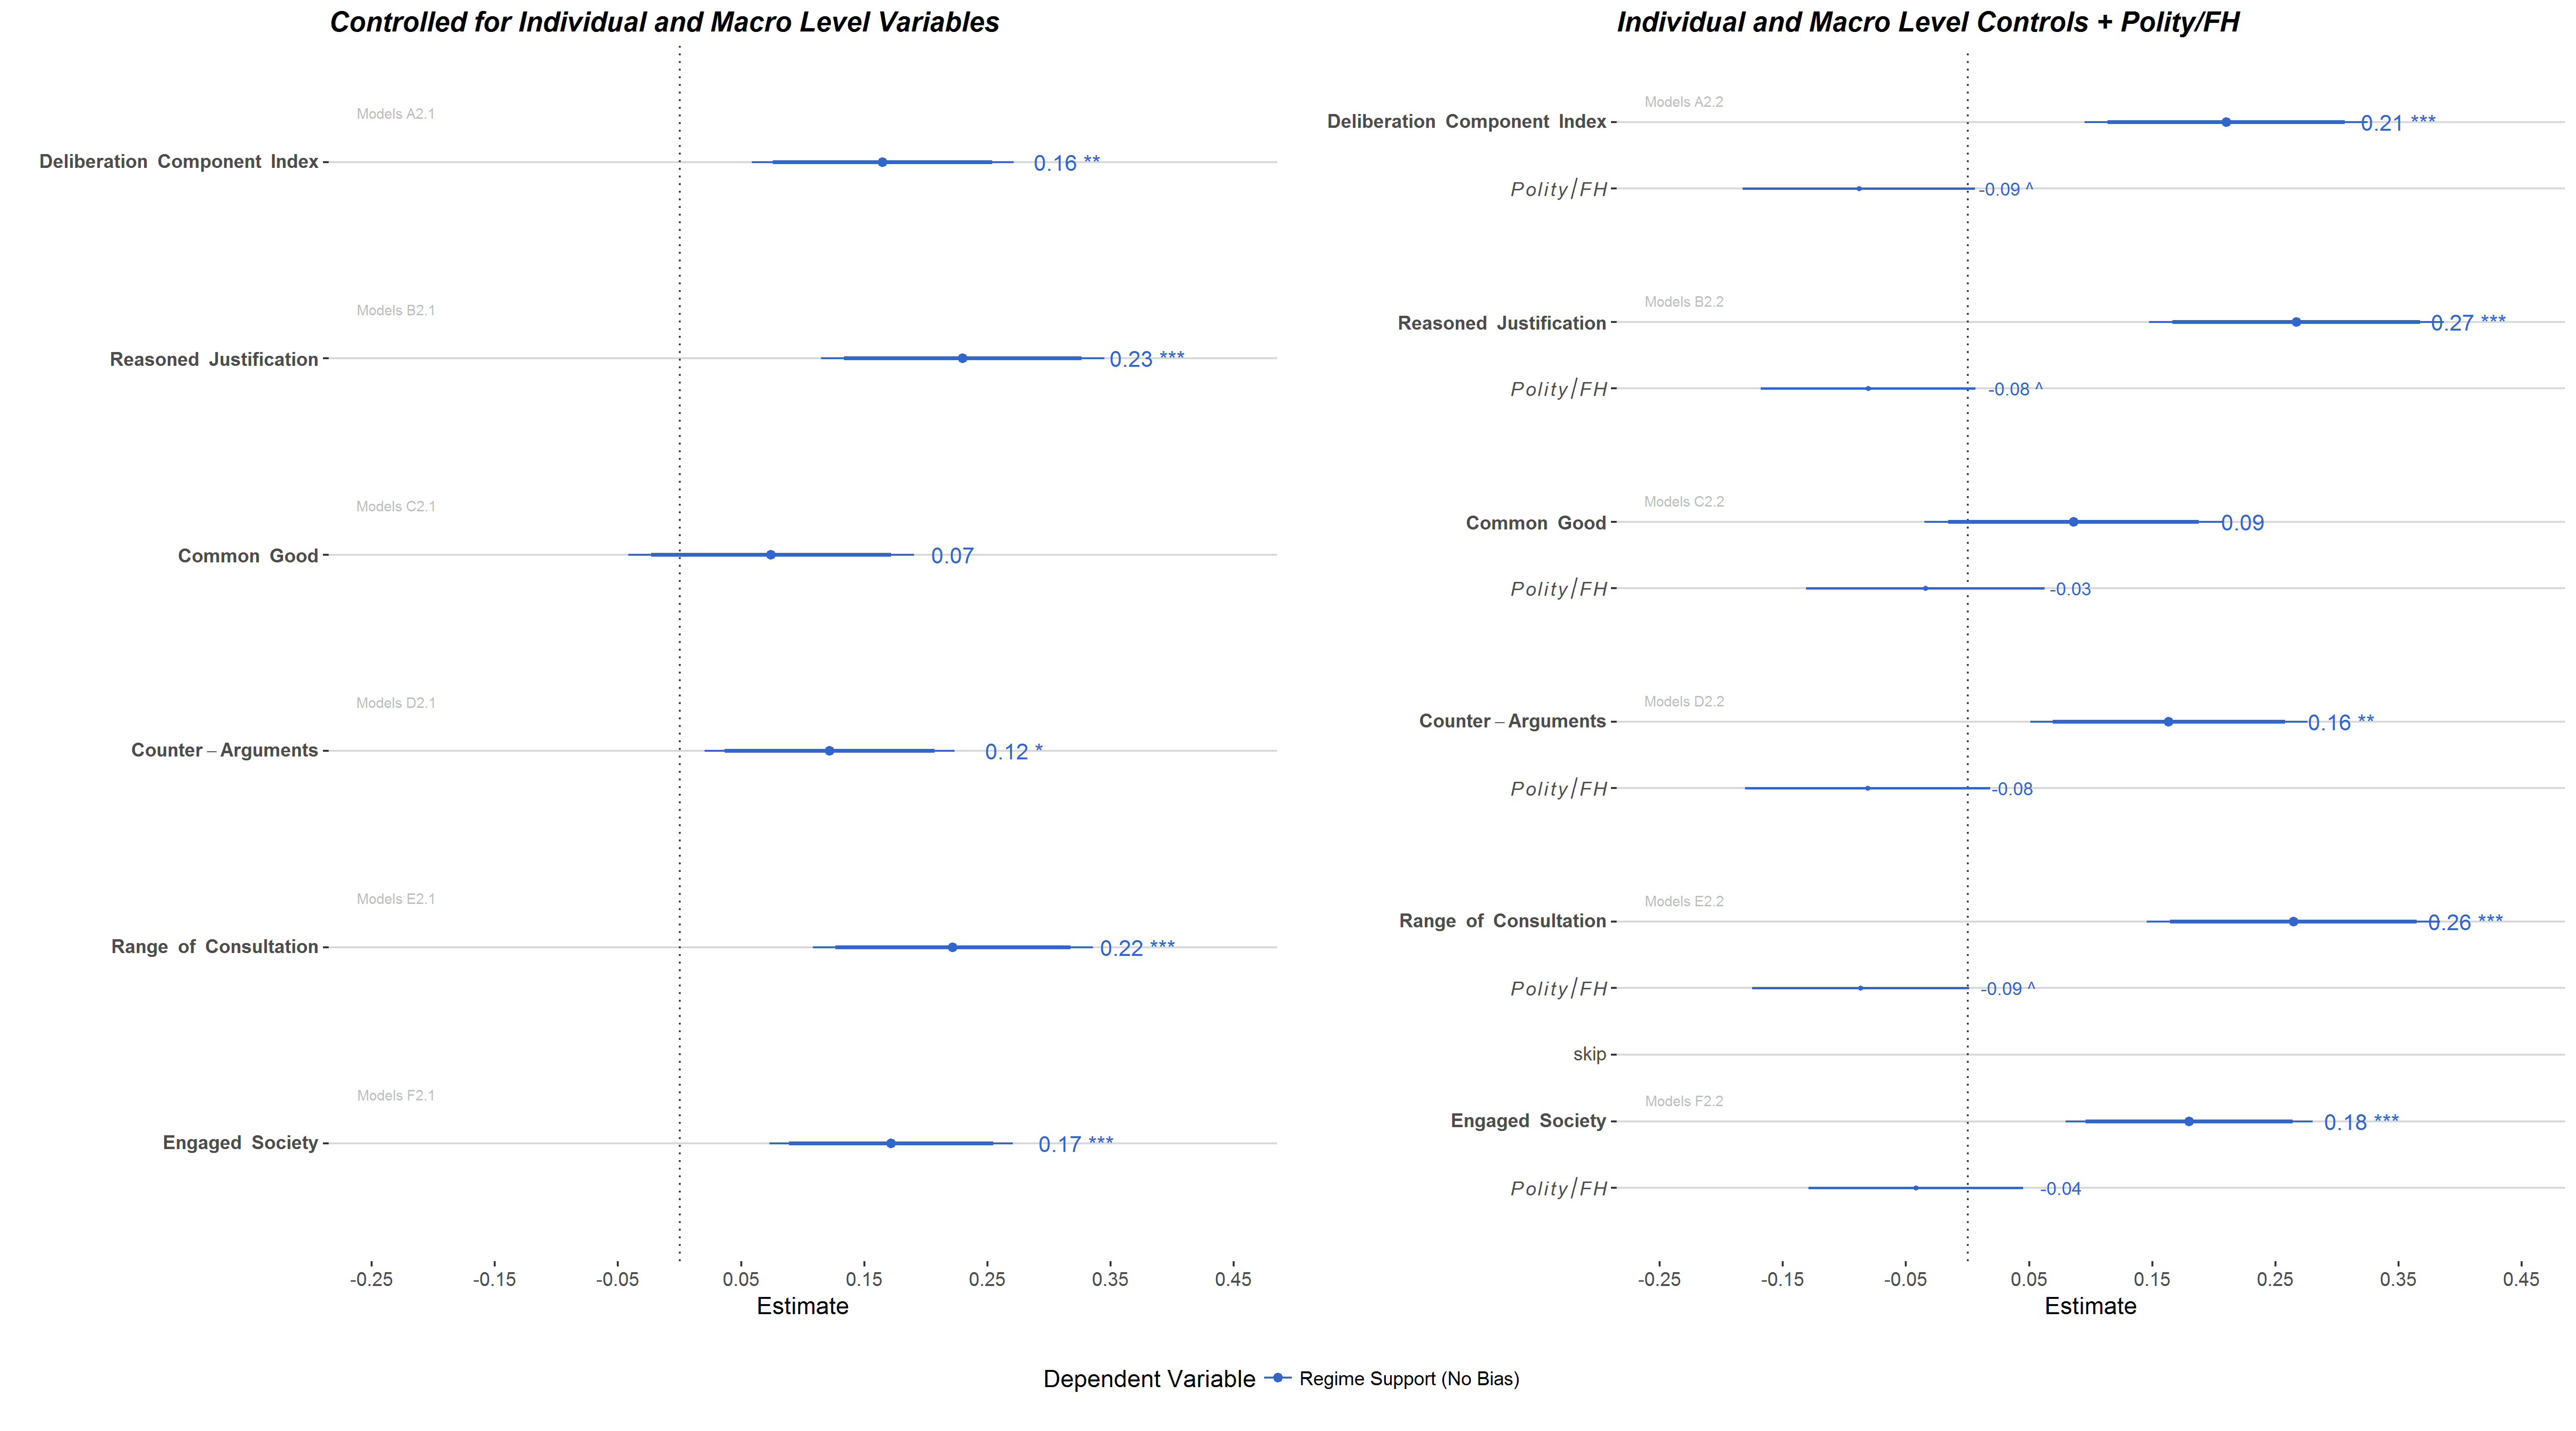 Controlled for Individual and Macro Level Variables
Models A2.1
Deliberation Component Index
0.16 **
Models B2.1
Reasoned Justification
0.23 ***
Models C2.1
Common Good
0.07
Models D2.1
Counter–Arguments
0.12 *
Models E2.1
Range of Consultation
0.22 ***
Models F2.1
Engaged Society
0.17 ***
-0.25 -0.15 -0.05 0.05 0.15 0.25 0.35 0.45
Estimate
Individual and Macro Level Controls + Polity/FH
Models A2.2
Deliberation Component Index
0.21 ***
Polity/FH
-0.09 ^
Models B2.2
Reasoned Justification
0.27 ***
Polity/FH
-0.08 ^
Models C2.2
Common Good
0.09
Polity/FH
-0.03
Models D2.2
Counter–Arguments
0.16 **
Polity/FH
-0.08
Models E2.2
Range of Consultation
0.26 ***
Polity/FH
-0.09 ^
skip
Models F2.2
Engaged Society
0.18 ***
Polity/FH
-0.04
-0.25 -0.15 -0.05 0.05 0.15 0.25 0.35 0.45
Estimate
Dependent Variable Regime Support (No Bias)